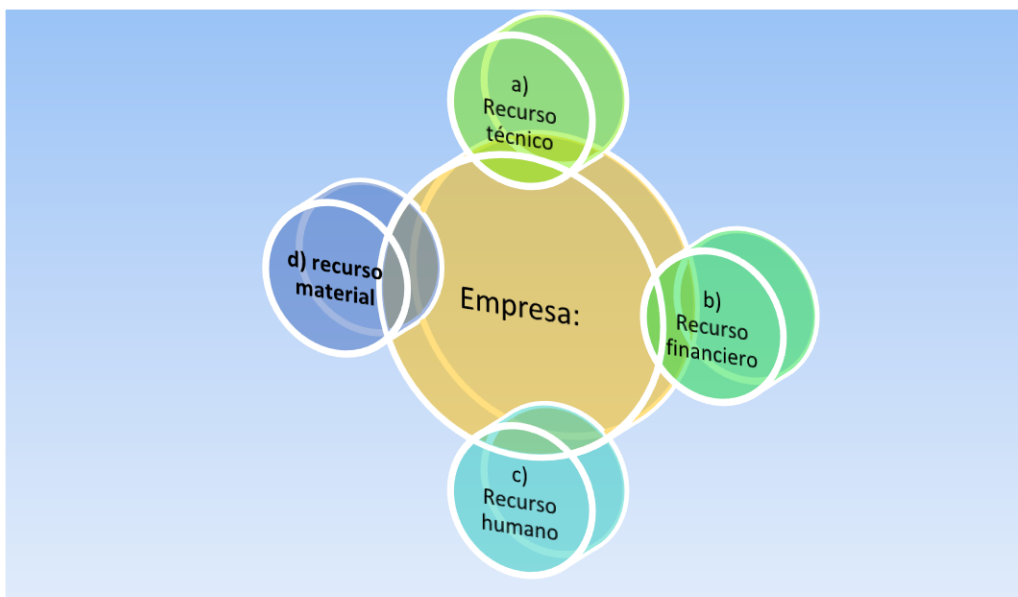 a)
Recurso
técnico
d) recurso
material
Empresa:
b)
Recurso
financiero
c)
Recurso
humano